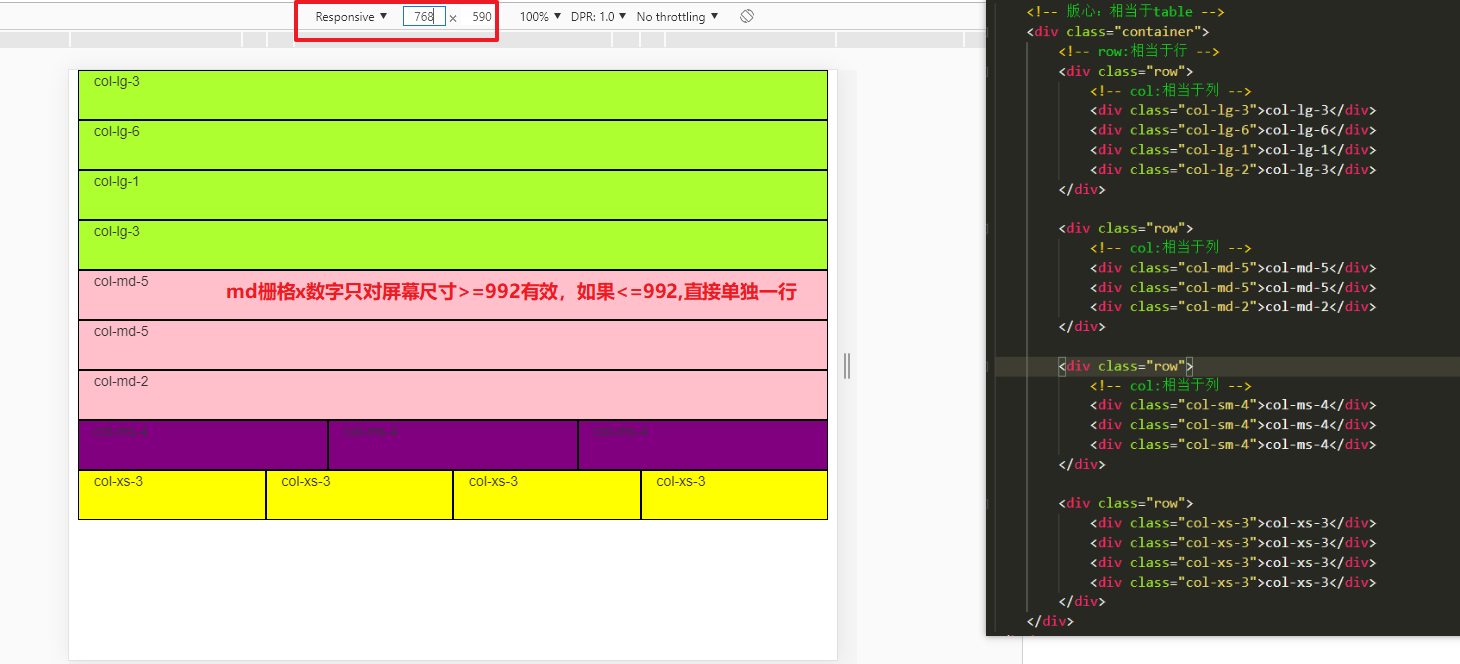 Responsive ▼ 768 × 590 100% ▼ DPR: 1.0 ▼ No throttling ▼
col-lg-3
col-lg-6
col-lg-1
col-lg-3
col-md-5
md栅格x数字只对屏幕尺寸>=992有效，如果<=992,直接单独一行
col-md-5
col-md-2
col-ms-4 col-ms-4 col-ms-4
col-xs-3 col-xs-3 col-xs-3 col-xs-3
<!-- 版心：相当于table -->
<div class="container">
<!-- row:相当于行 -->
<div class="row">
<!-- col:相当于列 -->
<div class="col-lg-3">col-lg-3</div>
<div class="col-lg-6">col-lg-6</div>
<div class="col-lg-1">col-lg-1</div>
<div class="col-lg-2">col-lg-3</div>
</div>
<div class="row">
<!-- col:相当于列 -->
<div class="col-md-5">col-md-5</div>
<div class="col-md-5">col-md-5</div>
<div class="col-md-2">col-md-2</div>
</div>
<div class="row">
<!-- col:相当于列 -->
<div class="col-sm-4">col-ms-4</div>
<div class="col-sm-4">col-ms-4</div>
<div class="col-sm-4">col-ms-4</div>
</div>
<div class="row">
<div class="col-xs-3">col-xs-3</div>
<div class="col-xs-3">col-xs-3</div>
<div class="col-xs-3">col-xs-3</div>
<div class="col-xs-3">col-xs-3</div>
</div>
</div>